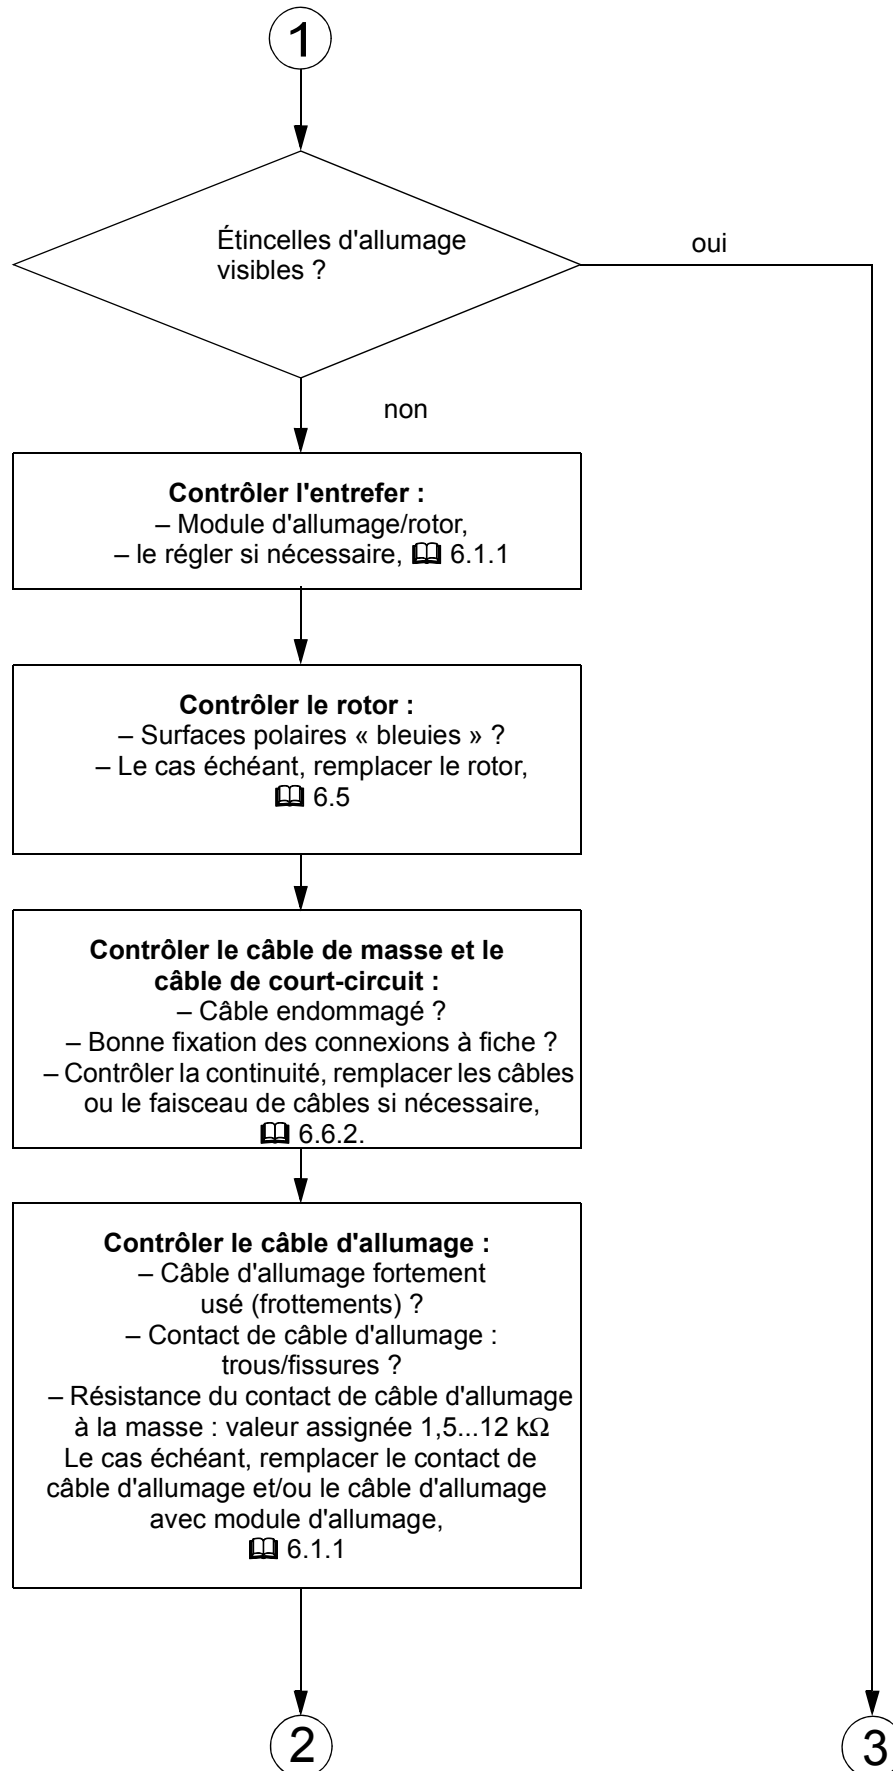 1
Étincelles d'allumage
visibles ?
oui
non
Contrôler l'entrefer :
– Module d'allumage/rotor,
– le régler si nécessaire, 🕮 6.1.1
Contrôler le rotor :
– Surfaces polaires « bleuies » ?
– Le cas échéant, remplacer le rotor,
🕮 6.5
Contrôler le câble de masse et le
câble de court-circuit :
– Câble endommagé ?
– Bonne fixation des connexions à fiche ?
– Contrôler la continuité, remplacer les câbles
ou le faisceau de câbles si nécessaire,
🕮 6.6.2.
Contrôler le câble d'allumage :
– Câble d'allumage fortement
usé (frottements) ?
– Contact de câble d'allumage :
trous/fissures ?
– Résistance du contact de câble d'allumage
à la masse : valeur assignée 1,5...12 kΩ
Le cas échéant, remplacer le contact de
câble d'allumage et/ou le câble d'allumage
avec module d'allumage,
🕮 6.1.1
2
3